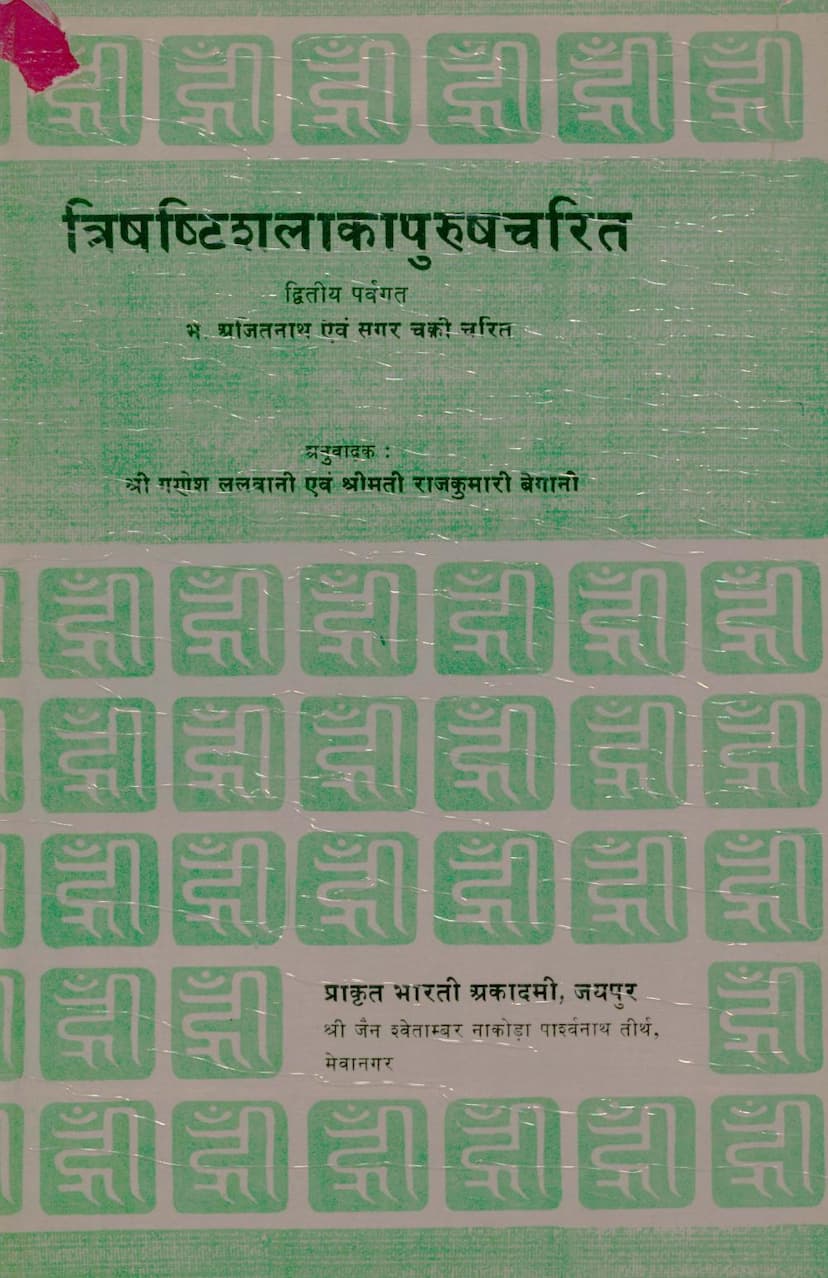 त्रिषष्टिशलाकापुरुषचरित
द्वितीय पर्वगत
भ. अजितनाथ एवं सगर चक्री चरित
अनुवादक :
श्री गणेश ललवानी एवं श्रीमती राजकुमारी बेगानी
प्राकृत भारती अकादमी, जयपुर
श्री जैन श्वेताम्बर नाकोड़ा पार्श्वनाथ तीर्थ,
मेवानगर